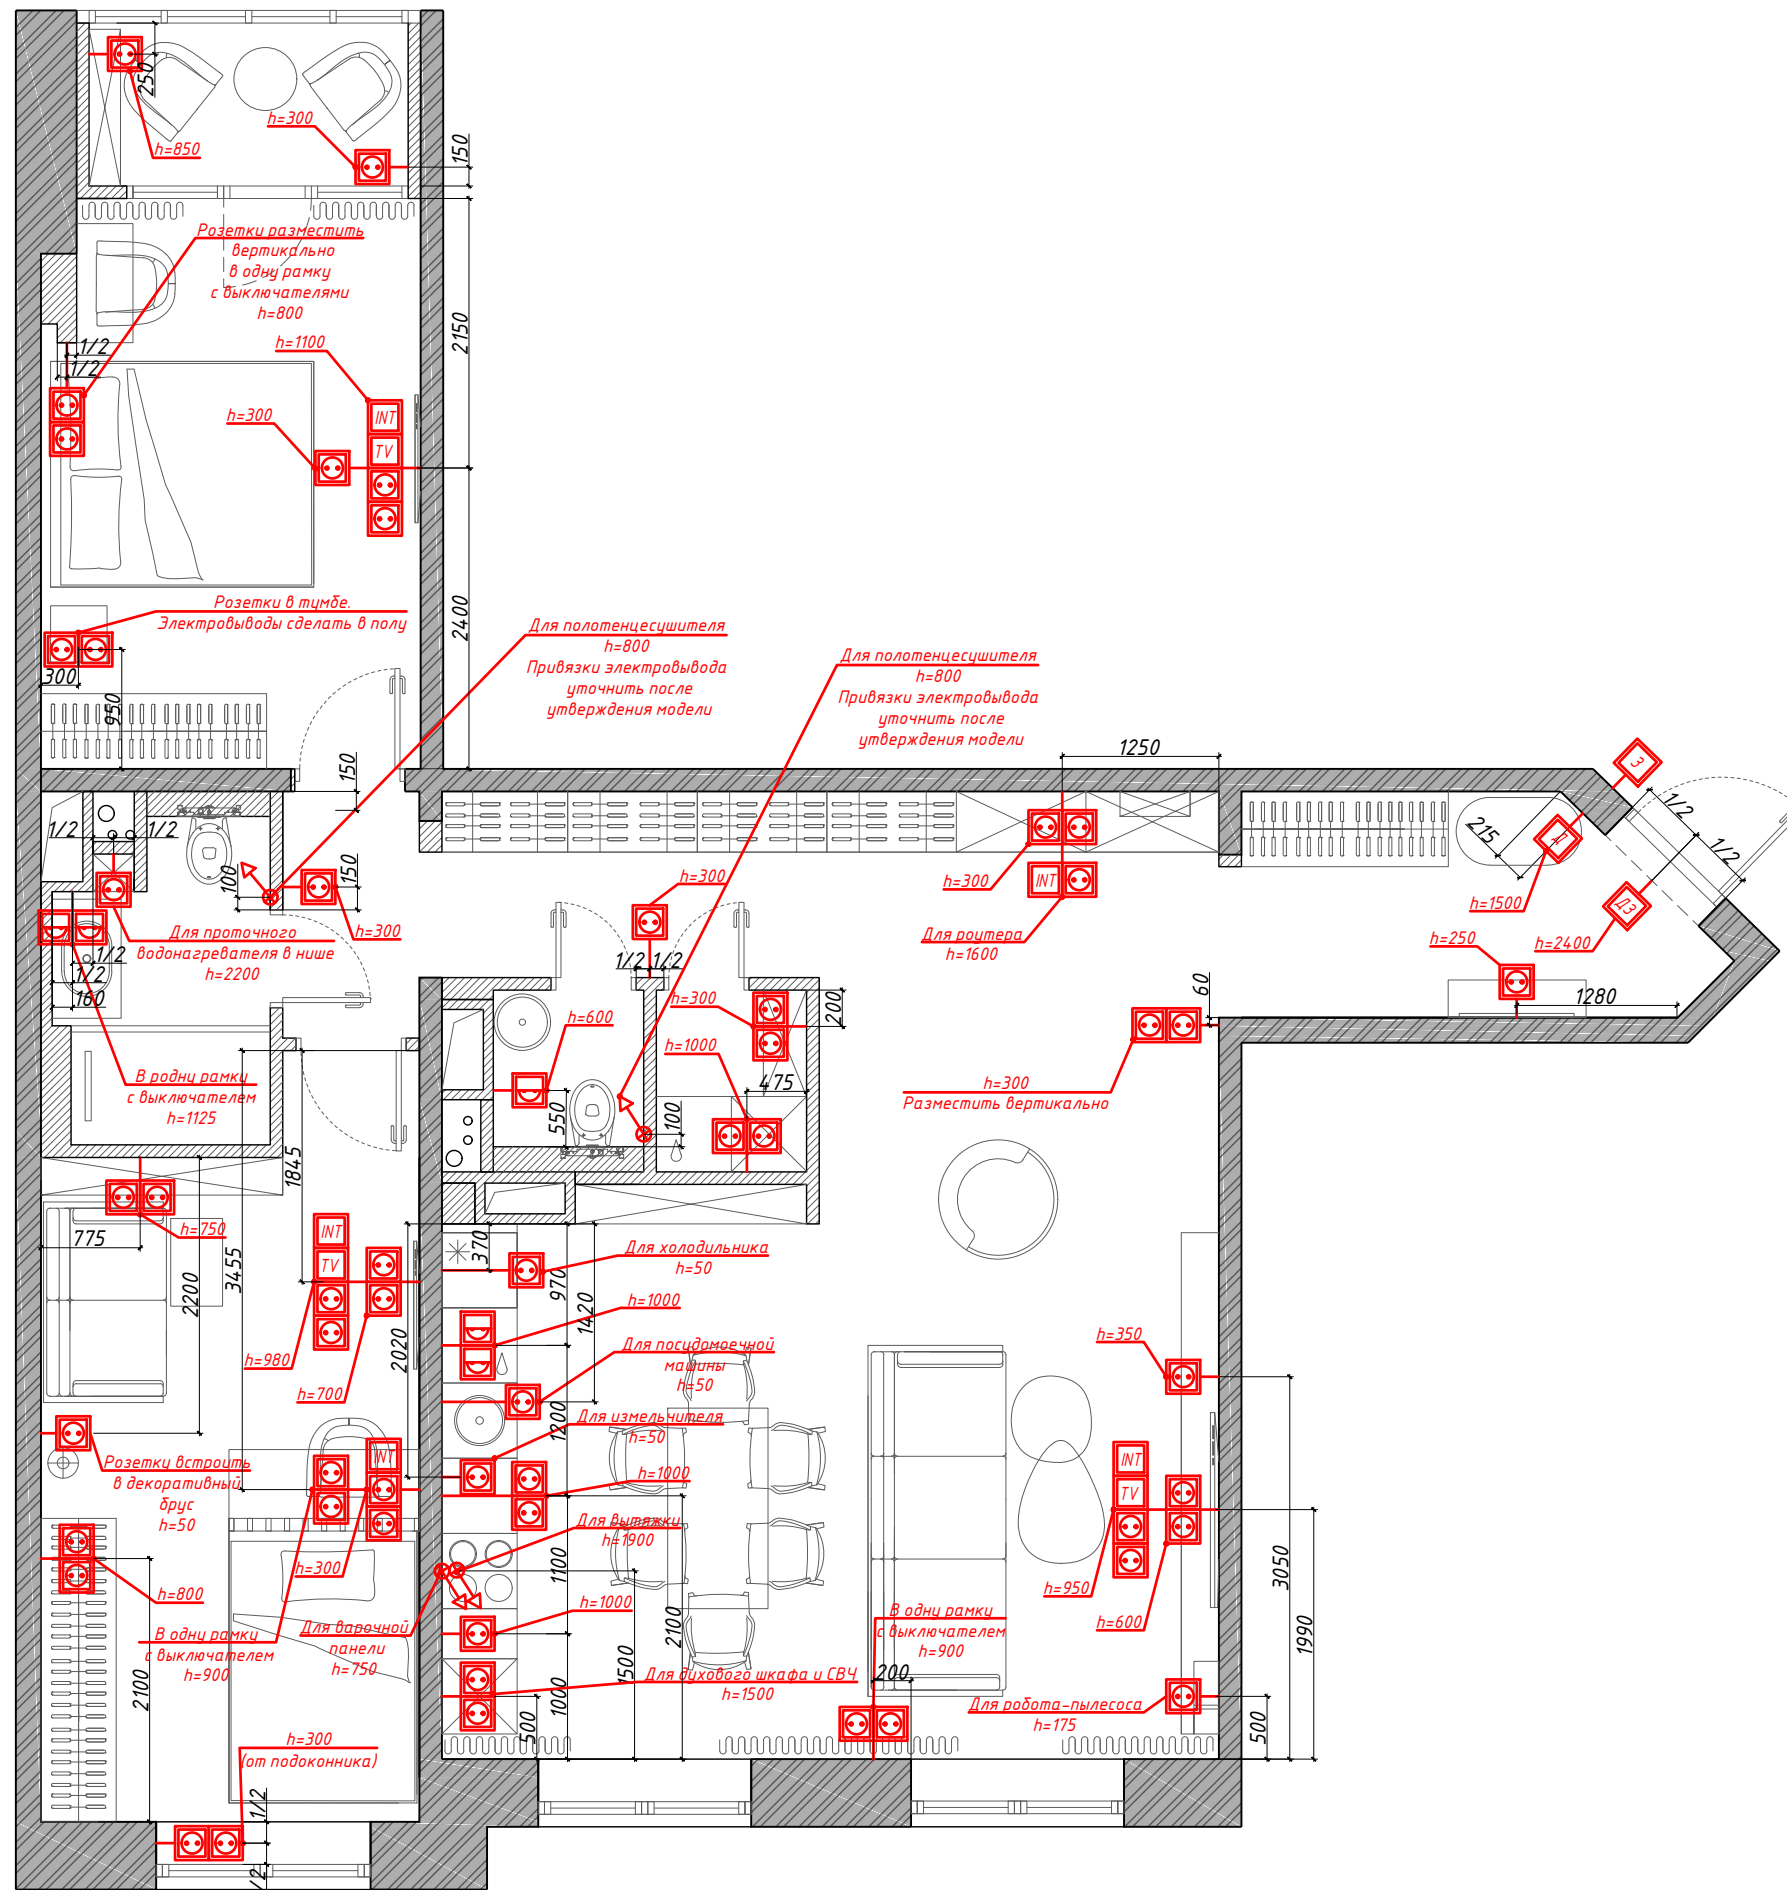 250
h=850
h=300
150
Розетки разместить
вертикально
в одну рамку
с выключателями
h=800
1/2
1/2
h=1100
2150
h=300
INT
TV
Розетки в тумбе.
Электровыводы сделать в полу
300
950
2400
Для полотенцесушителя
h=800
Привязки электровывода
уточнить после
утверждения модели
Для полотенцесушителя
h=800
Привязки электровывода
уточнить после
утверждения модели
1250
150
1/2
1/2
100
150
h=300
Для проточного
водонагревателя в нише
h=2200
1/2
1/2
160
В родну рамку
с выключателем
h=1125
h=300
1/2
1/2
h=300
INT
Для роутера
h=1600
З
1/2
1/2
215
Д
h=1500
ДЗ
h=2400
h=250
1280
60
h=300
Разместить вертикально
h=600
550
h=300
200
h=1000
475
100
1845
3455
775
h=750
2200
INT
TV
h=980
h=700
2020
370
970
1420
Для холодильника
h=50
h=1000
Для посудомоечной
машины
h=50
1200
Для измельчителя
h=50
h=1000
Для вытяжки
h=1900
1100
h=1000
2100
1500
1000
500
Для духового шкафа и СВЧ
h=1500
Розетку встроить
в декоративный
брус
h=50
INT
h=300
h=800
В одну рамку
с выключателем
h=900
Для варочной
панели
h=750
2100
h=300
(от подоконника)
1/2
В одну рамку
с выключателем
h=900
200
h=350
INT
TV
h=950
h=600
3050
1990
Для робота-пылесоса
h=175
500